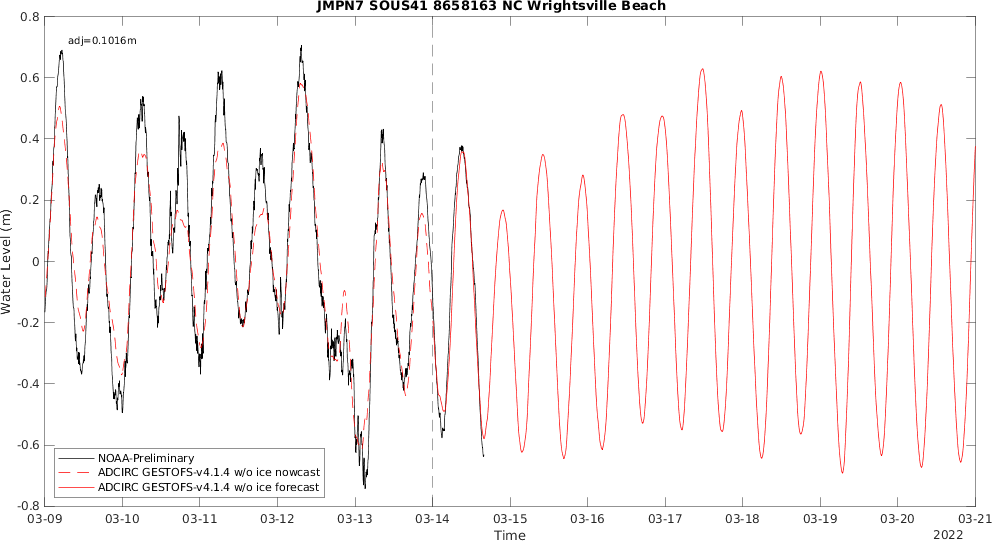 JMPN7 SOUS41 8658163 NC Wrightsville Beach
adj=0.1016m
0.8
0.6
0.4
0.2
0
-0.2
-0.4
-0.6
-0.8
Water Level (m)
NOAA-Preliminary
ADCIRC GESTOFS-v4.1.4 w/o ice nowcast
ADCIRC GESTOFS-v4.1.4 w/o ice forecast
03-09 03-10 03-11 03-12 03-13 03-14 03-15 03-16 03-17 03-18 03-19 03-20 03-21
Time
2022